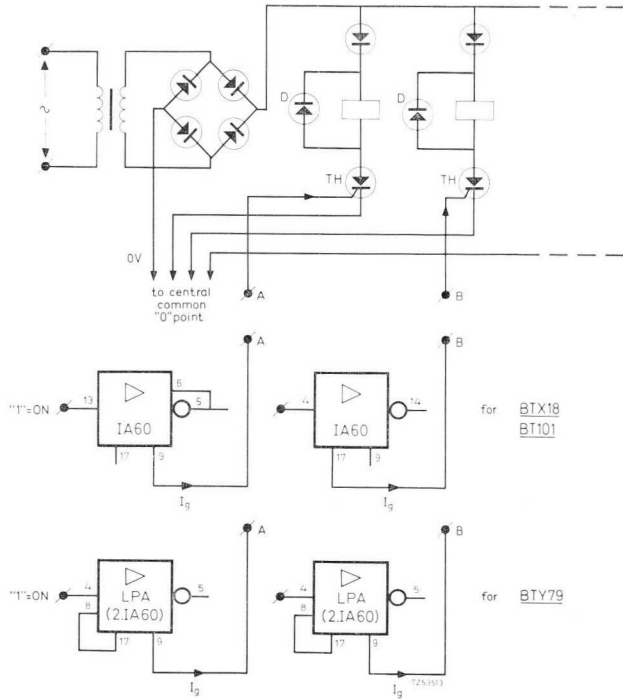 D
D
TH
TH
0V
to central
common
"0" point
A
B
A
B
"1"=ON
13
6
5
IA60
17
9
Ig
4
14
IA60
17
9
Ig
for BTX18
BT101
A
B
"1"=ON
4
8
LPA
(2.IA60)
5
17
9
Ig
4
8
LPA
(2.IA60)
5
17
9
Ig
for BTY79